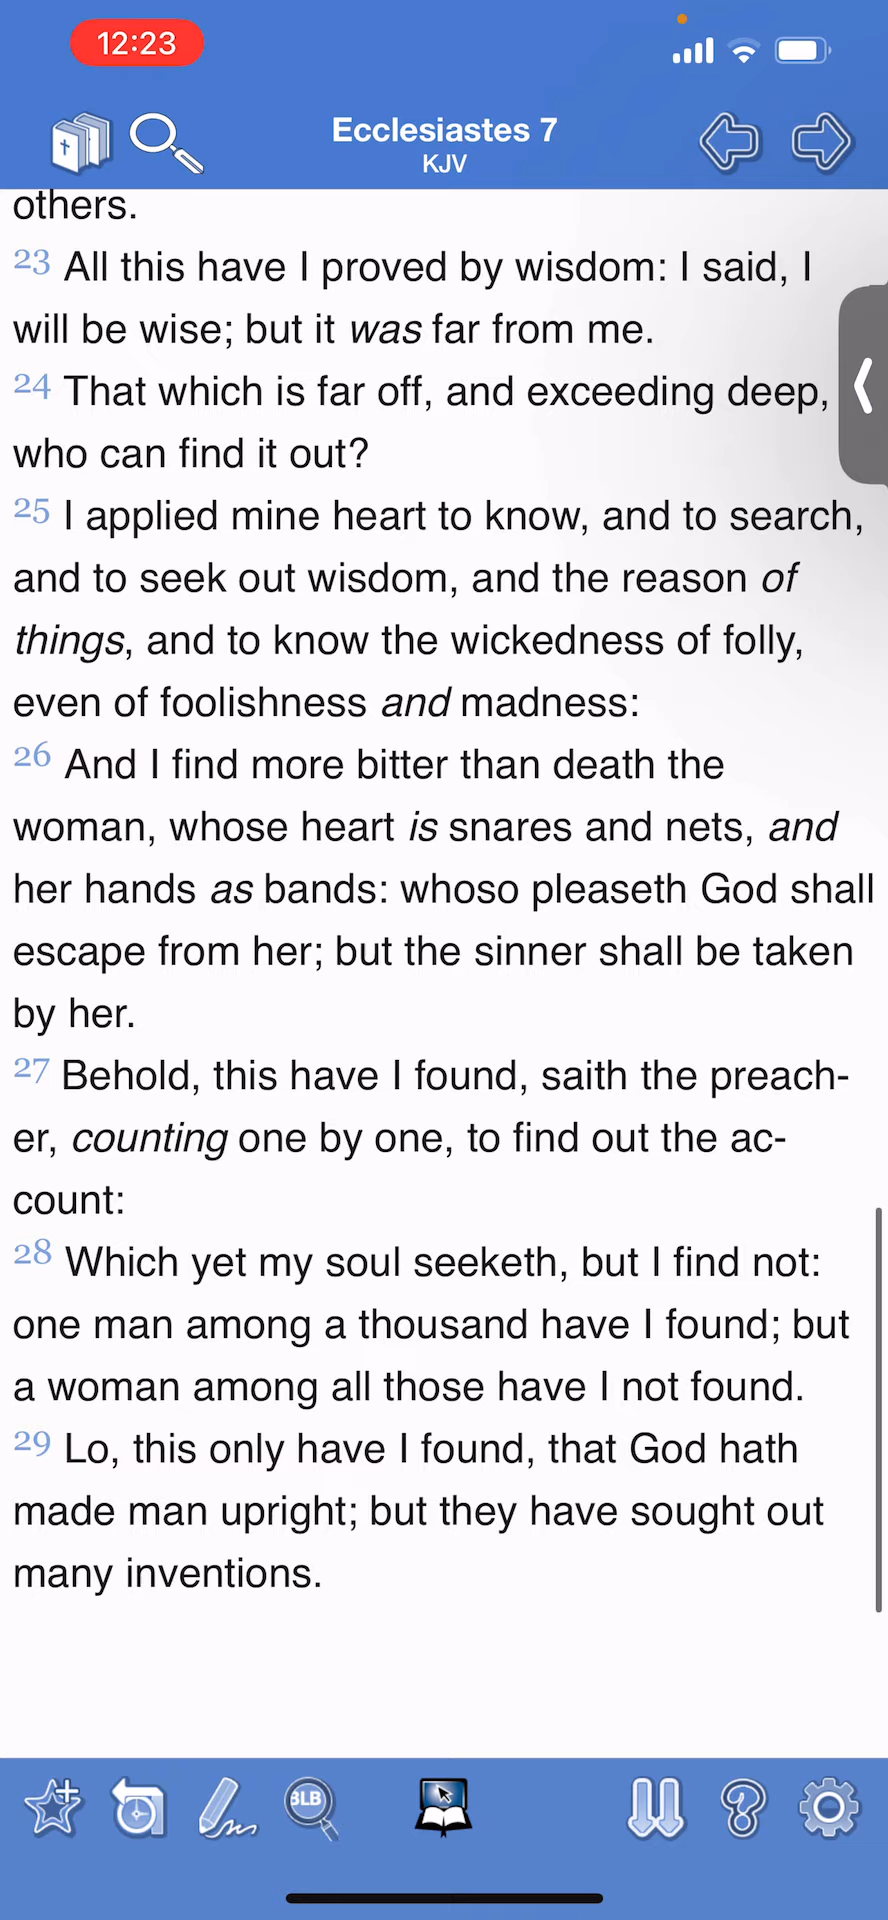 12:23
Ecclesiastes 7
KJV
others.
23 All this have I proved by wisdom: I said, I
will be wise; but it was far from me.
24 That which is far off, and exceeding deep,
who can find it out?
25 I applied mine heart to know, and to search,
and to seek out wisdom, and the reason of
things, and to know the wickedness of folly,
even of foolishness and madness:
26 And I find more bitter than death the
woman, whose heart is snares and nets, and
her hands as bands: whoso pleaseth God shall
escape from her; but the sinner shall be taken
by her.
27 Behold, this have I found, saith the preach-
er, counting one by one, to find out the ac-
count:
28 Which yet my soul seeketh, but I find not:
one man among a thousand have I found; but
a woman among all those have I not found.
29 Lo, this only have I found, that God hath
made man upright; but they have sought out
many inventions.
BLB